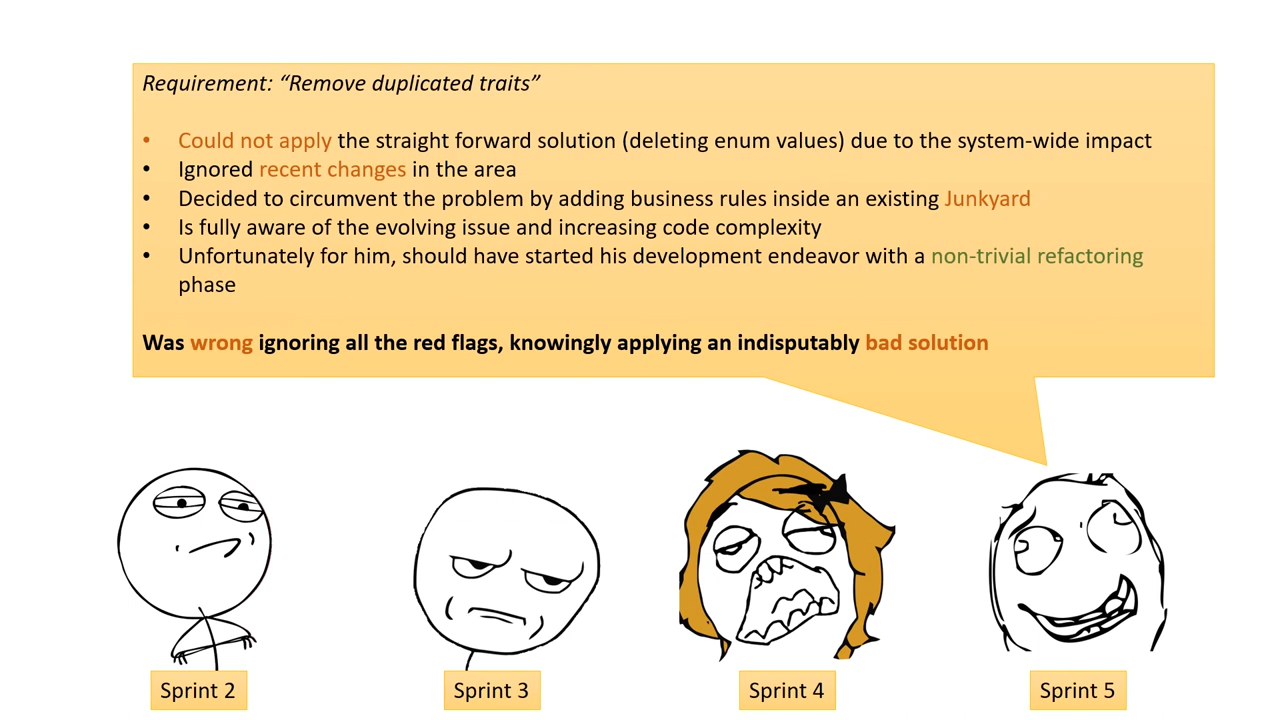 Requirement: “Remove duplicated traits”
• Could not apply the straight forward solution (deleting enum values) due to the system-wide impact
• Ignored recent changes in the area
• Decided to circumvent the problem by adding business rules inside an existing Junkyard
• Is fully aware of the evolving issue and increasing code complexity
• Unfortunately for him, should have started his development endeavor with a non-trivial refactoring
phase
Was wrong ignoring all the red flags, knowingly applying an indisputably bad solution
Sprint 2
Sprint 3
Sprint 4
Sprint 5